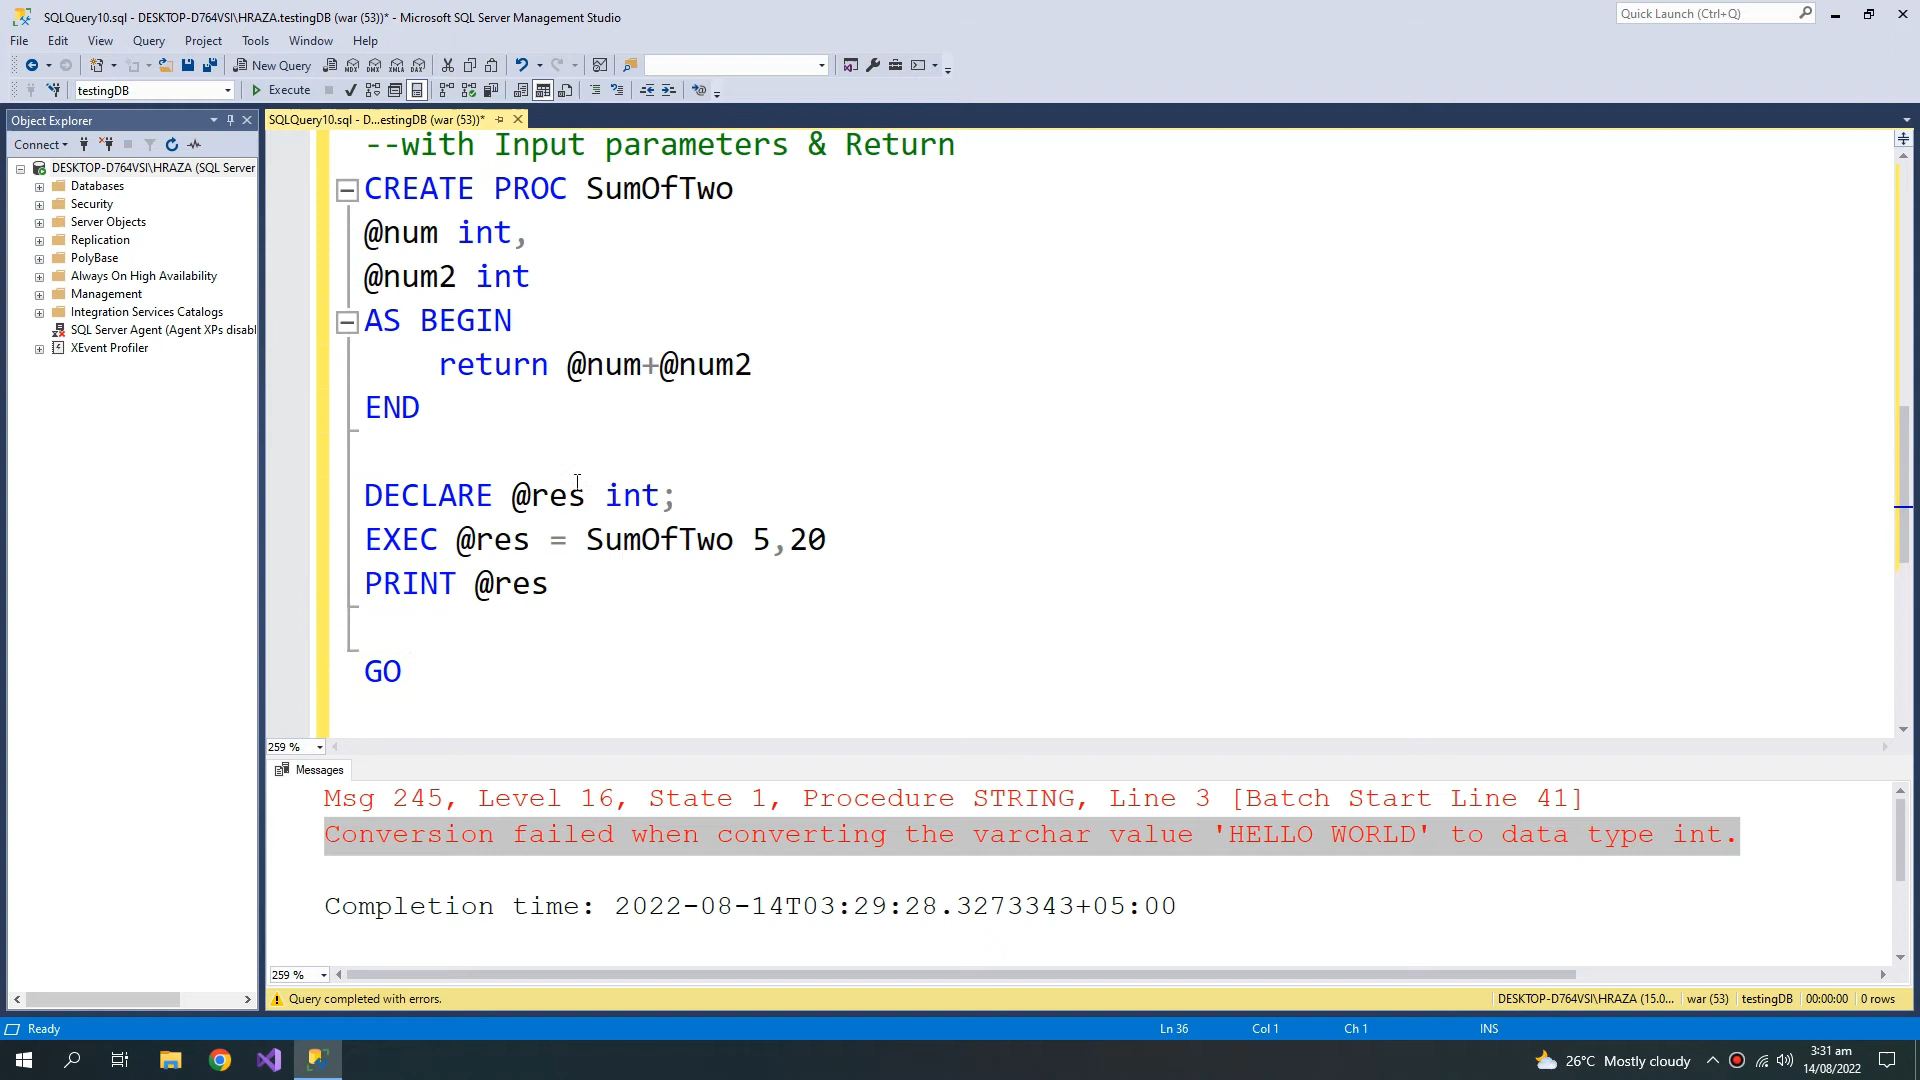 SQLQuery10.sql - DESKTOP-D764VSI\HRAZA.testingDB (war (53))* - Microsoft SQL Server Management Studio
Quick Launch (Ctrl+Q)
File Edit View Query Project Tools Window Help
New Query
testingDB
Execute
Object Explorer
SQLQuery10.sql - D...estingDB (war (53))*
Connect
DESKTOP-D764VSI\HRAZA (SQL Server
Databases
Security
Server Objects
Replication
PolyBase
Always On High Availability
Management
Integration Services Catalogs
SQL Server Agent (Agent XPs disabl
XEvent Profiler
--with Input parameters & Return
CREATE PROC SumOfTwo
@num int,
@num2 int
AS BEGIN
return @num+@num2
END
DECLARE @res int;
EXEC @res = SumOfTwo 5,20
PRINT @res
GO
259 %
Messages
Msg 245, Level 16, State 1, Procedure STRING, Line 3 [Batch Start Line 41]
Conversion failed when converting the varchar value 'HELLO WORLD' to data type int.
Completion time: 2022-08-14T03:29:28.3273343+05:00
259 %
Query completed with errors.
DESKTOP-D764VSI\HRAZA (15.0... war (53) testingDB 00:00:00 0 rows
Ready
Ln 36 Col 1 Ch 1 INS
26°C Mostly cloudy
3:31 am
14/08/2022